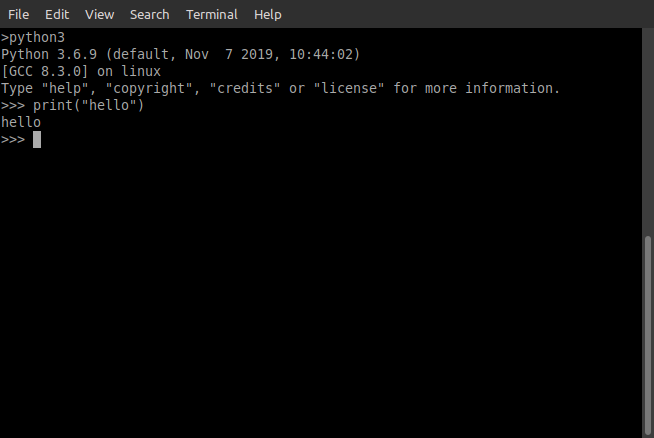 File Edit View Search Terminal Help
>python3
Python 3.6.9 (default, Nov  7 2019, 10:44:02)
[GCC 8.3.0] on linux
Type "help", "copyright", "credits" or "license" for more information.
>>> print("hello")
hello
>>>